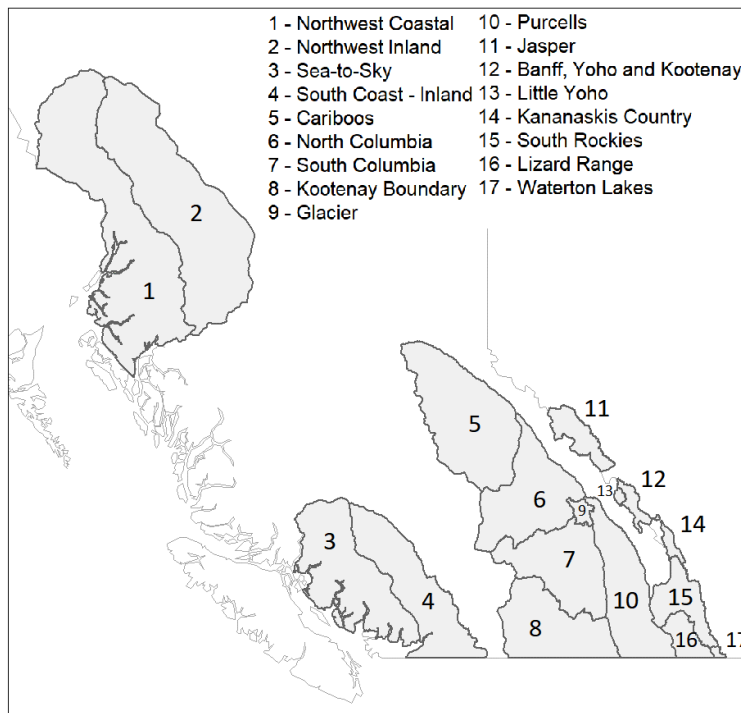 1 - Northwest Coastal
2 - Northwest Inland
3 - Sea-to-Sky
4 - South Coast - Inland
5 - Cariboos
6 - North Columbia
7 - South Columbia
8 - Kootenay Boundary
9 - Glacier
10 - Purcells
11 - Jasper
12 - Banff, Yoho and Kootenay
13 - Little Yoho
14 - Kananaskis Country
15 - South Rockies
16 - Lizard Range
17 - Waterton Lakes
2
1
11
5
12
13
6
9
14
3
7
15
4
10
8
16
17